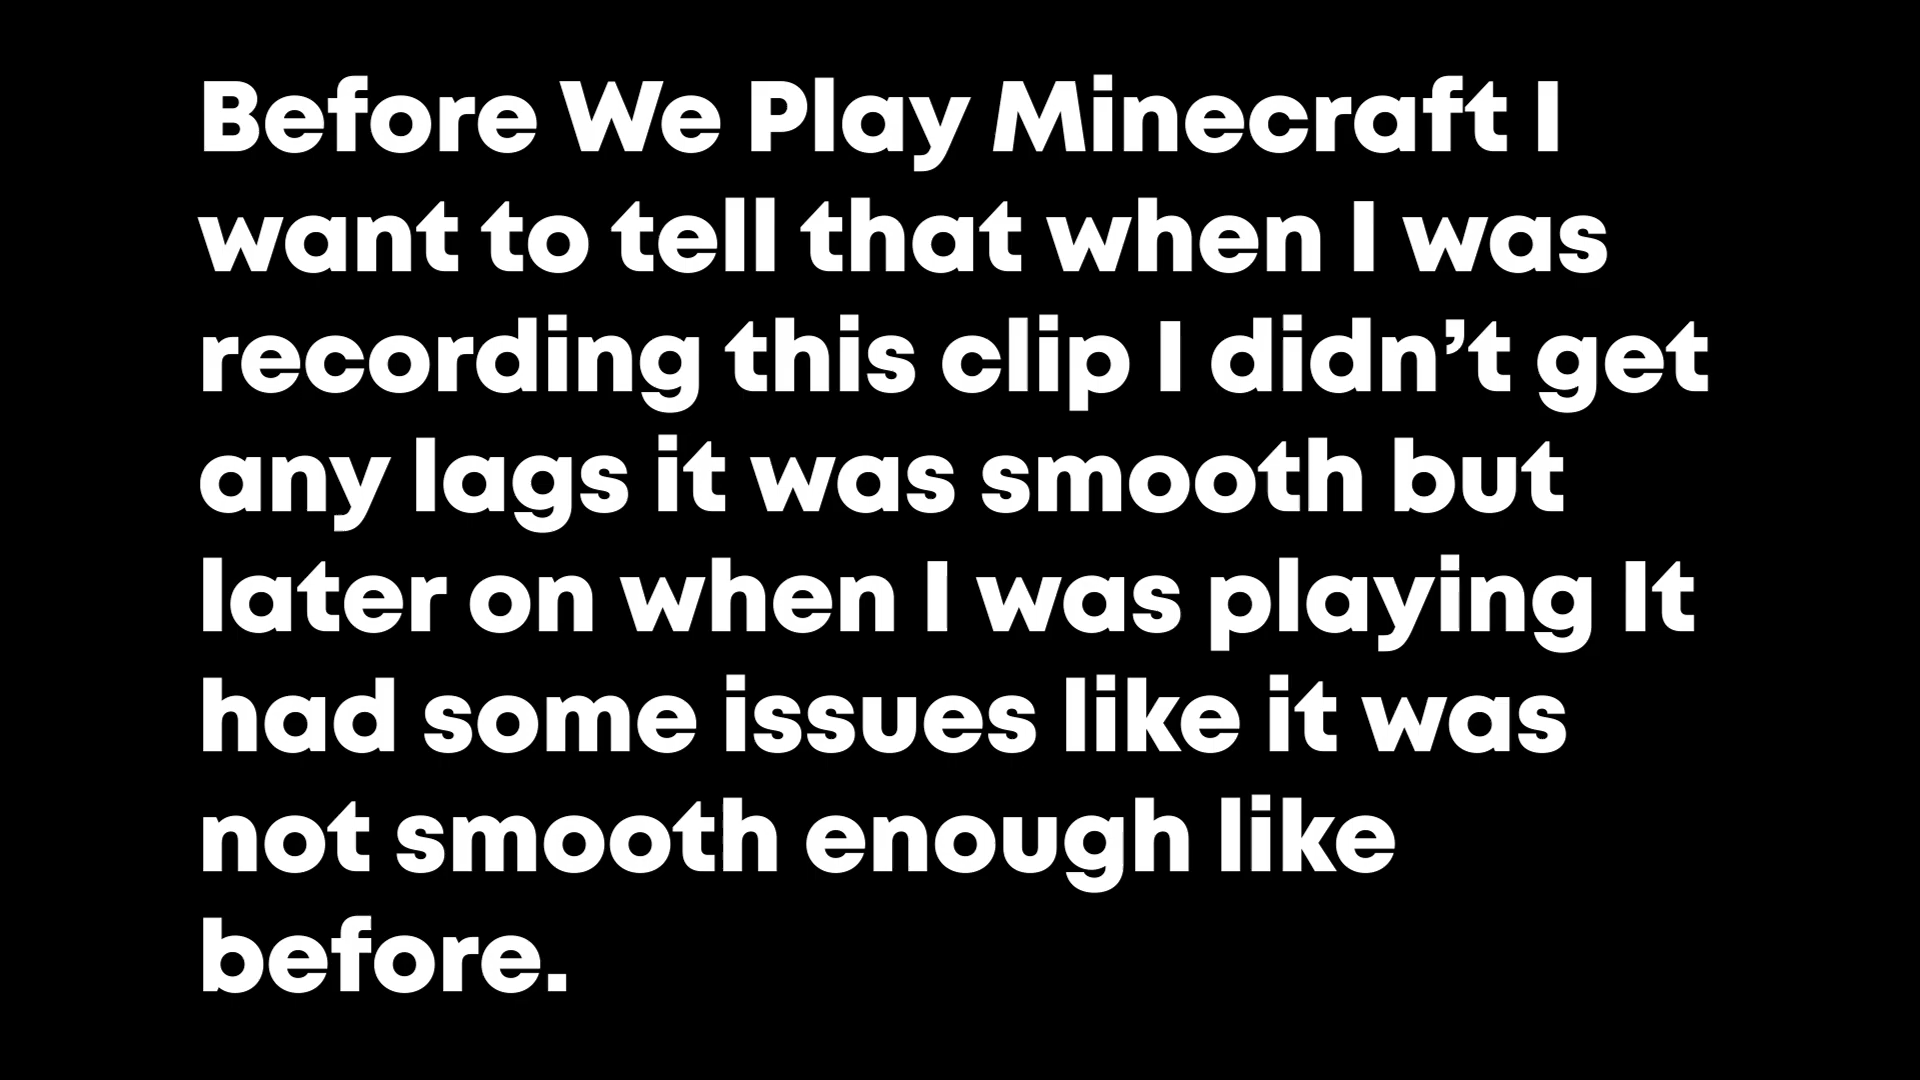 Before We Play Minecraft I
want to tell that when I was
recording this clip I didn’t get
any lags it was smooth but
later on when I was playing It
had some issues like it was
not smooth enough like
before.